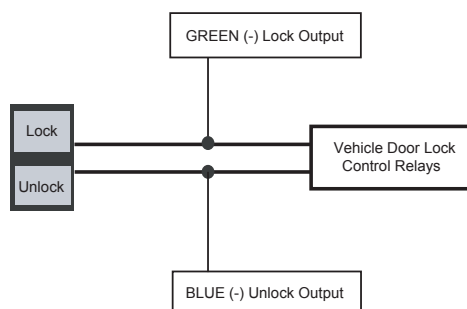 GREEN (-) Lock Output
Lock
Unlock
Vehicle Door Lock
Control Relays
BLUE (-) Unlock Output